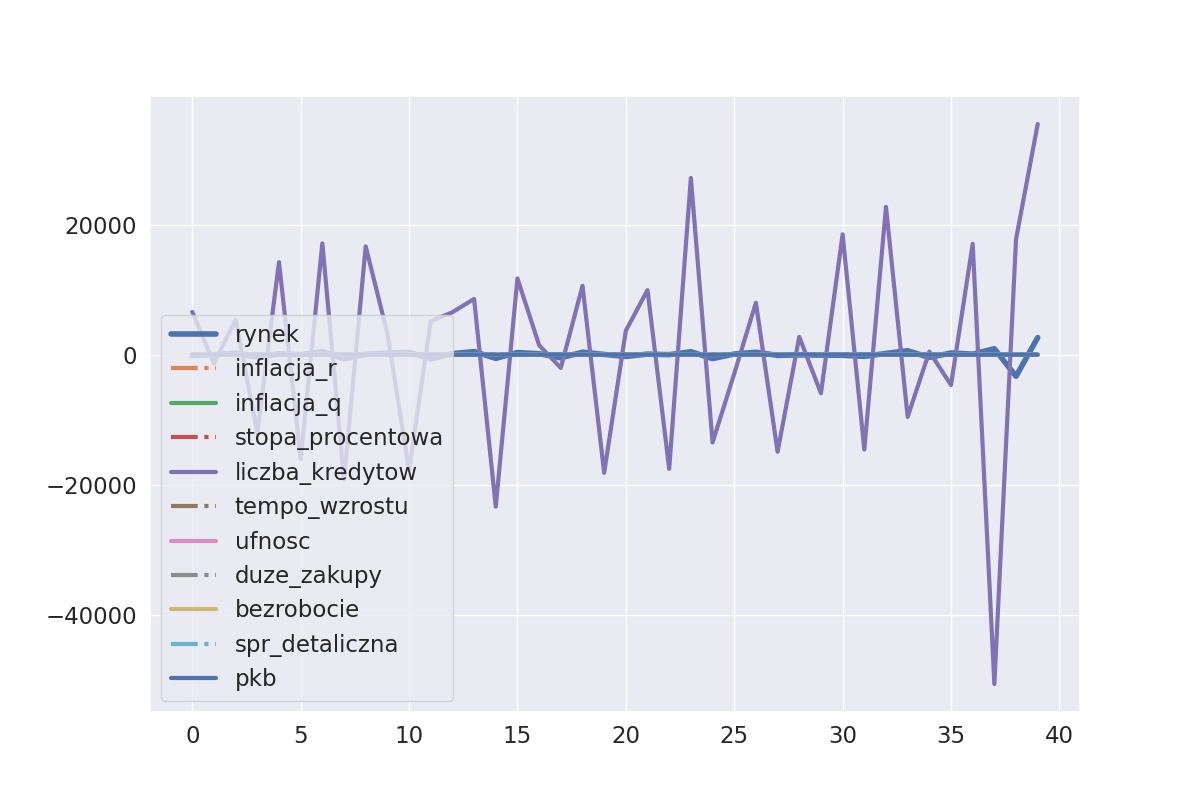 20000
0
−20000
−40000
rynek
inflacja_r
inflacja_q
stopa_procentowa
liczba_kredytow
tempo_wzrostu
ufnosc
duze_zakupy
bezrobocie
spr_detaliczna
pkb
0 5 10 15 20 25 30 35 40